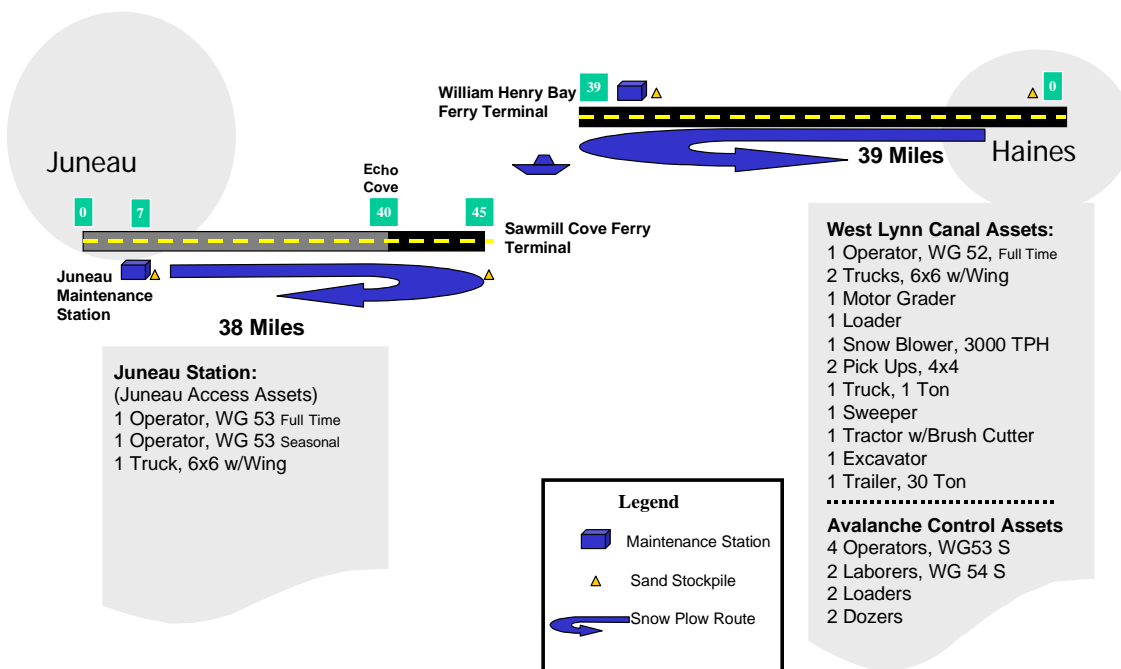 William Henry Bay
Ferry Terminal
39
0
39 Miles
Haines
Juneau
Echo
Cove
0
7
40
45
Sawmill Cove Ferry
Terminal
Juneau
Maintenance
Station
38 Miles
Juneau Station:
(Juneau Access Assets)
1 Operator, WG 53 Full Time
1 Operator, WG 53 Seasonal
1 Truck, 6x6 w/Wing
West Lynn Canal Assets:
1 Operator, WG 52, Full Time
2 Trucks, 6x6 w/Wing
1 Motor Grader
1 Loader
1 Snow Blower, 3000 TPH
2 Pick Ups, 4x4
1 Truck, 1 Ton
1 Sweeper
1 Tractor w/Brush Cutter
1 Excavator
1 Trailer, 30 Ton
Avalanche Control Assets
4 Operators, WG53 S
2 Laborers, WG 54 S
2 Loaders
2 Dozers
Legend
Maintenance Station
Sand Stockpile
Snow Plow Route